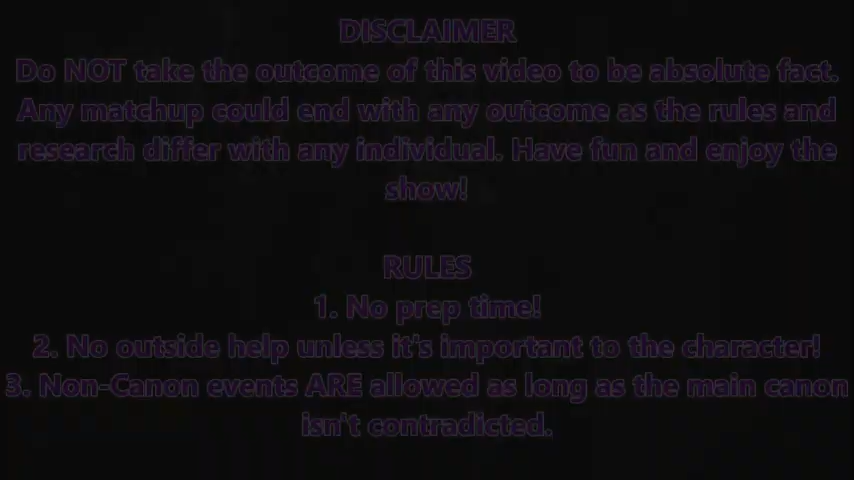 DISCLAIMER
Do NOT take the outcome of this video to be absolute fact.
Any matchup could end with any outcome as the rules and
research differ with any individual. Have fun and enjoy the
show!
RULES
1. No prep time!
2. No outside help unless it's important to the character!
3. Non-Canon events ARE allowed as long as the main canon
isn't contradicted.